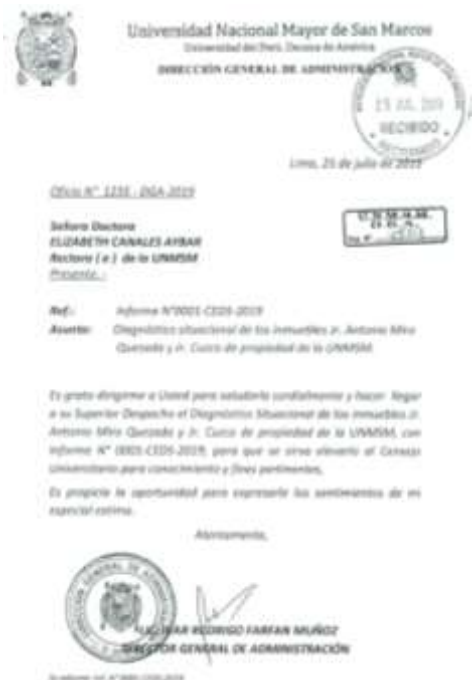 Universidad Nacional Mayor de San Marcos
Universidad del Perú, Decana de América
DIRECCIÓN GENERAL DE ADMINISTRACIÓN
RECIBIDO
Lima, 25 de julio de 2019
Oficio N° 1235 - DGA-2019
Señora Doctora
ELIZABETH CANALES AYBAR
Rectora ( e ) de la UNMSM
Presente. -
Ref.: Informe N°0001-CEDS-2019
Asunto: Diagnóstico situacional de los inmuebles Jr. Antonio Miro
Quesada y Jr. Cuzco de propiedad de la UNMSM.
Es grato dirigirme a Usted para saludarla cordialmente y hacer llegar
a su Superior Despacho el Diagnóstico Situacional de los inmuebles Jr.
Antonio Miro Quesada y Jr. Cuzco de propiedad de la UNMSM, con
informe N° 0001-CEDS-2019, para que se sirva elevarlo al Consejo
Universitario para conocimiento y fines pertinentes.
Es propicia la oportunidad para expresarle los sentimientos de mi
especial estima.
Atentamente,
RODRIGO FARFAN MUÑOZ
DIRECTOR GENERAL DE ADMINISTRACIÓN